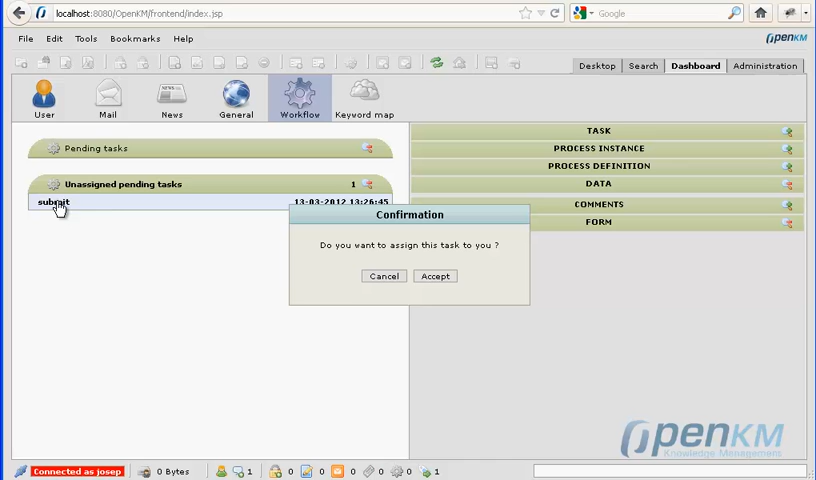 localhost:8080/OpenKM/frontend/index.jsp
Google
File Edit Tools Bookmarks Help
OpenKM
Desktop Search Dashboard Administration
User Mail News General Workflow Keyword map
Pending tasks
Unassigned pending tasks 1
submit 13-03-2012 13:26:45
TASK
PROCESS INSTANCE
PROCESS DEFINITION
DATA
COMMENTS
FORM
Confirmation
Do you want to assign this task to you ?
Cancel Accept
OpenKM
Knowledge Management
Connected as josep 0 Bytes 1 0 0 0 0 0 1